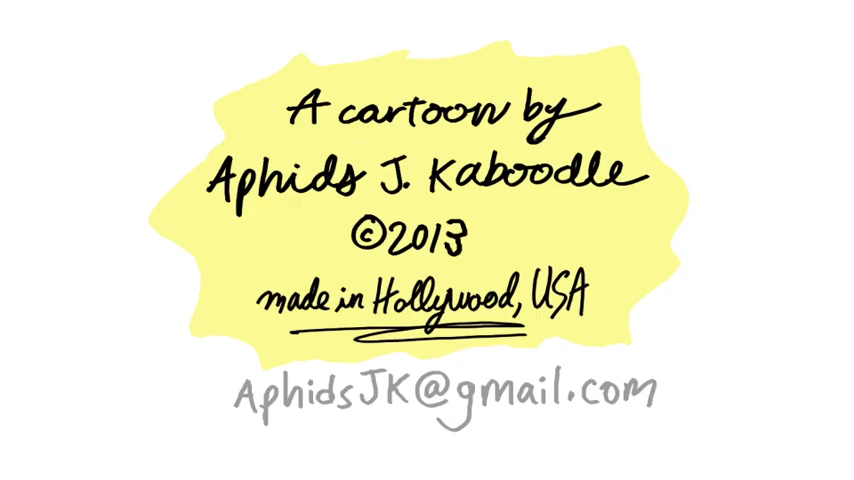 A cartoon by
Aphids J. Kaboodle
©2013
made in Hollywood, USA
AphidsJK@gmail.com